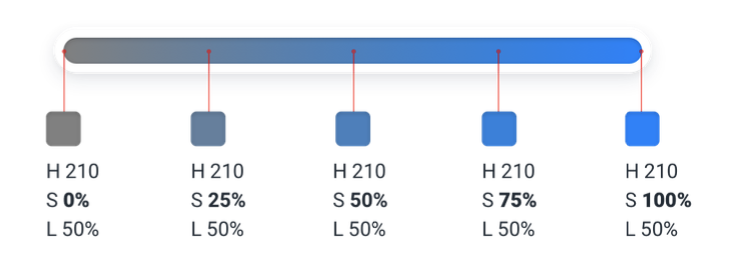 H 210 H 210 H 210 H 210 H 210
S 0% S 25% S 50% S 75% S 100%
L 50% L 50% L 50% L 50% L 50%